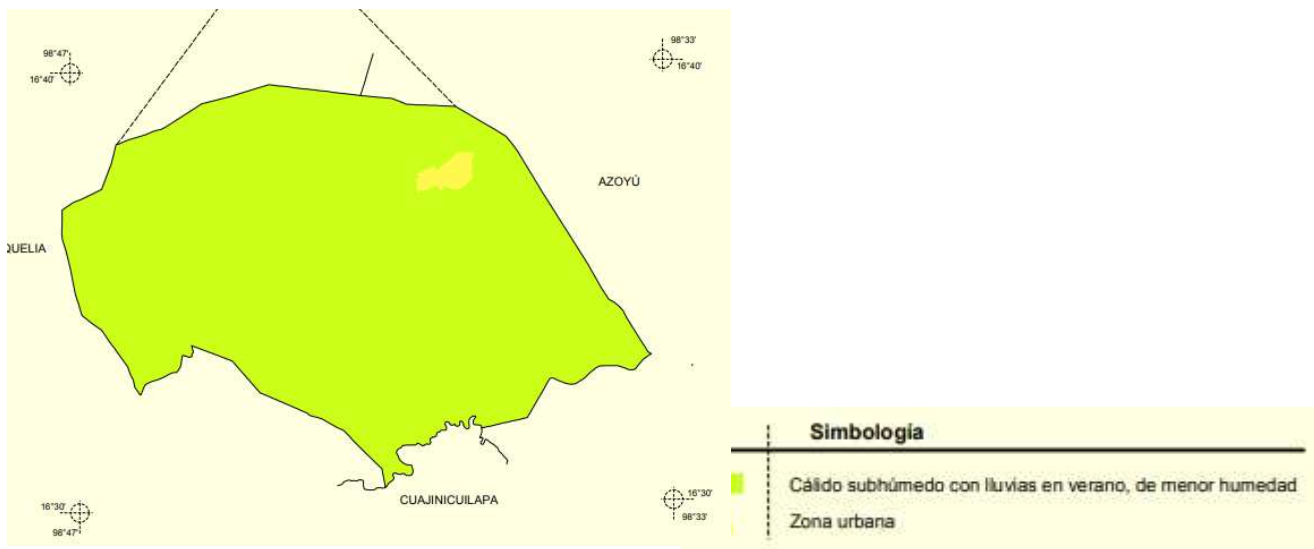 98°47'
16°40'
98°33'
16°40'
AZOYÚ
QUELIA
CUAJINICUILAPA
16°30'
98°47'
16°30'
98°33'
Simbología
Cálido subhúmedo con lluvias en verano, de menor humedad
Zona urbana